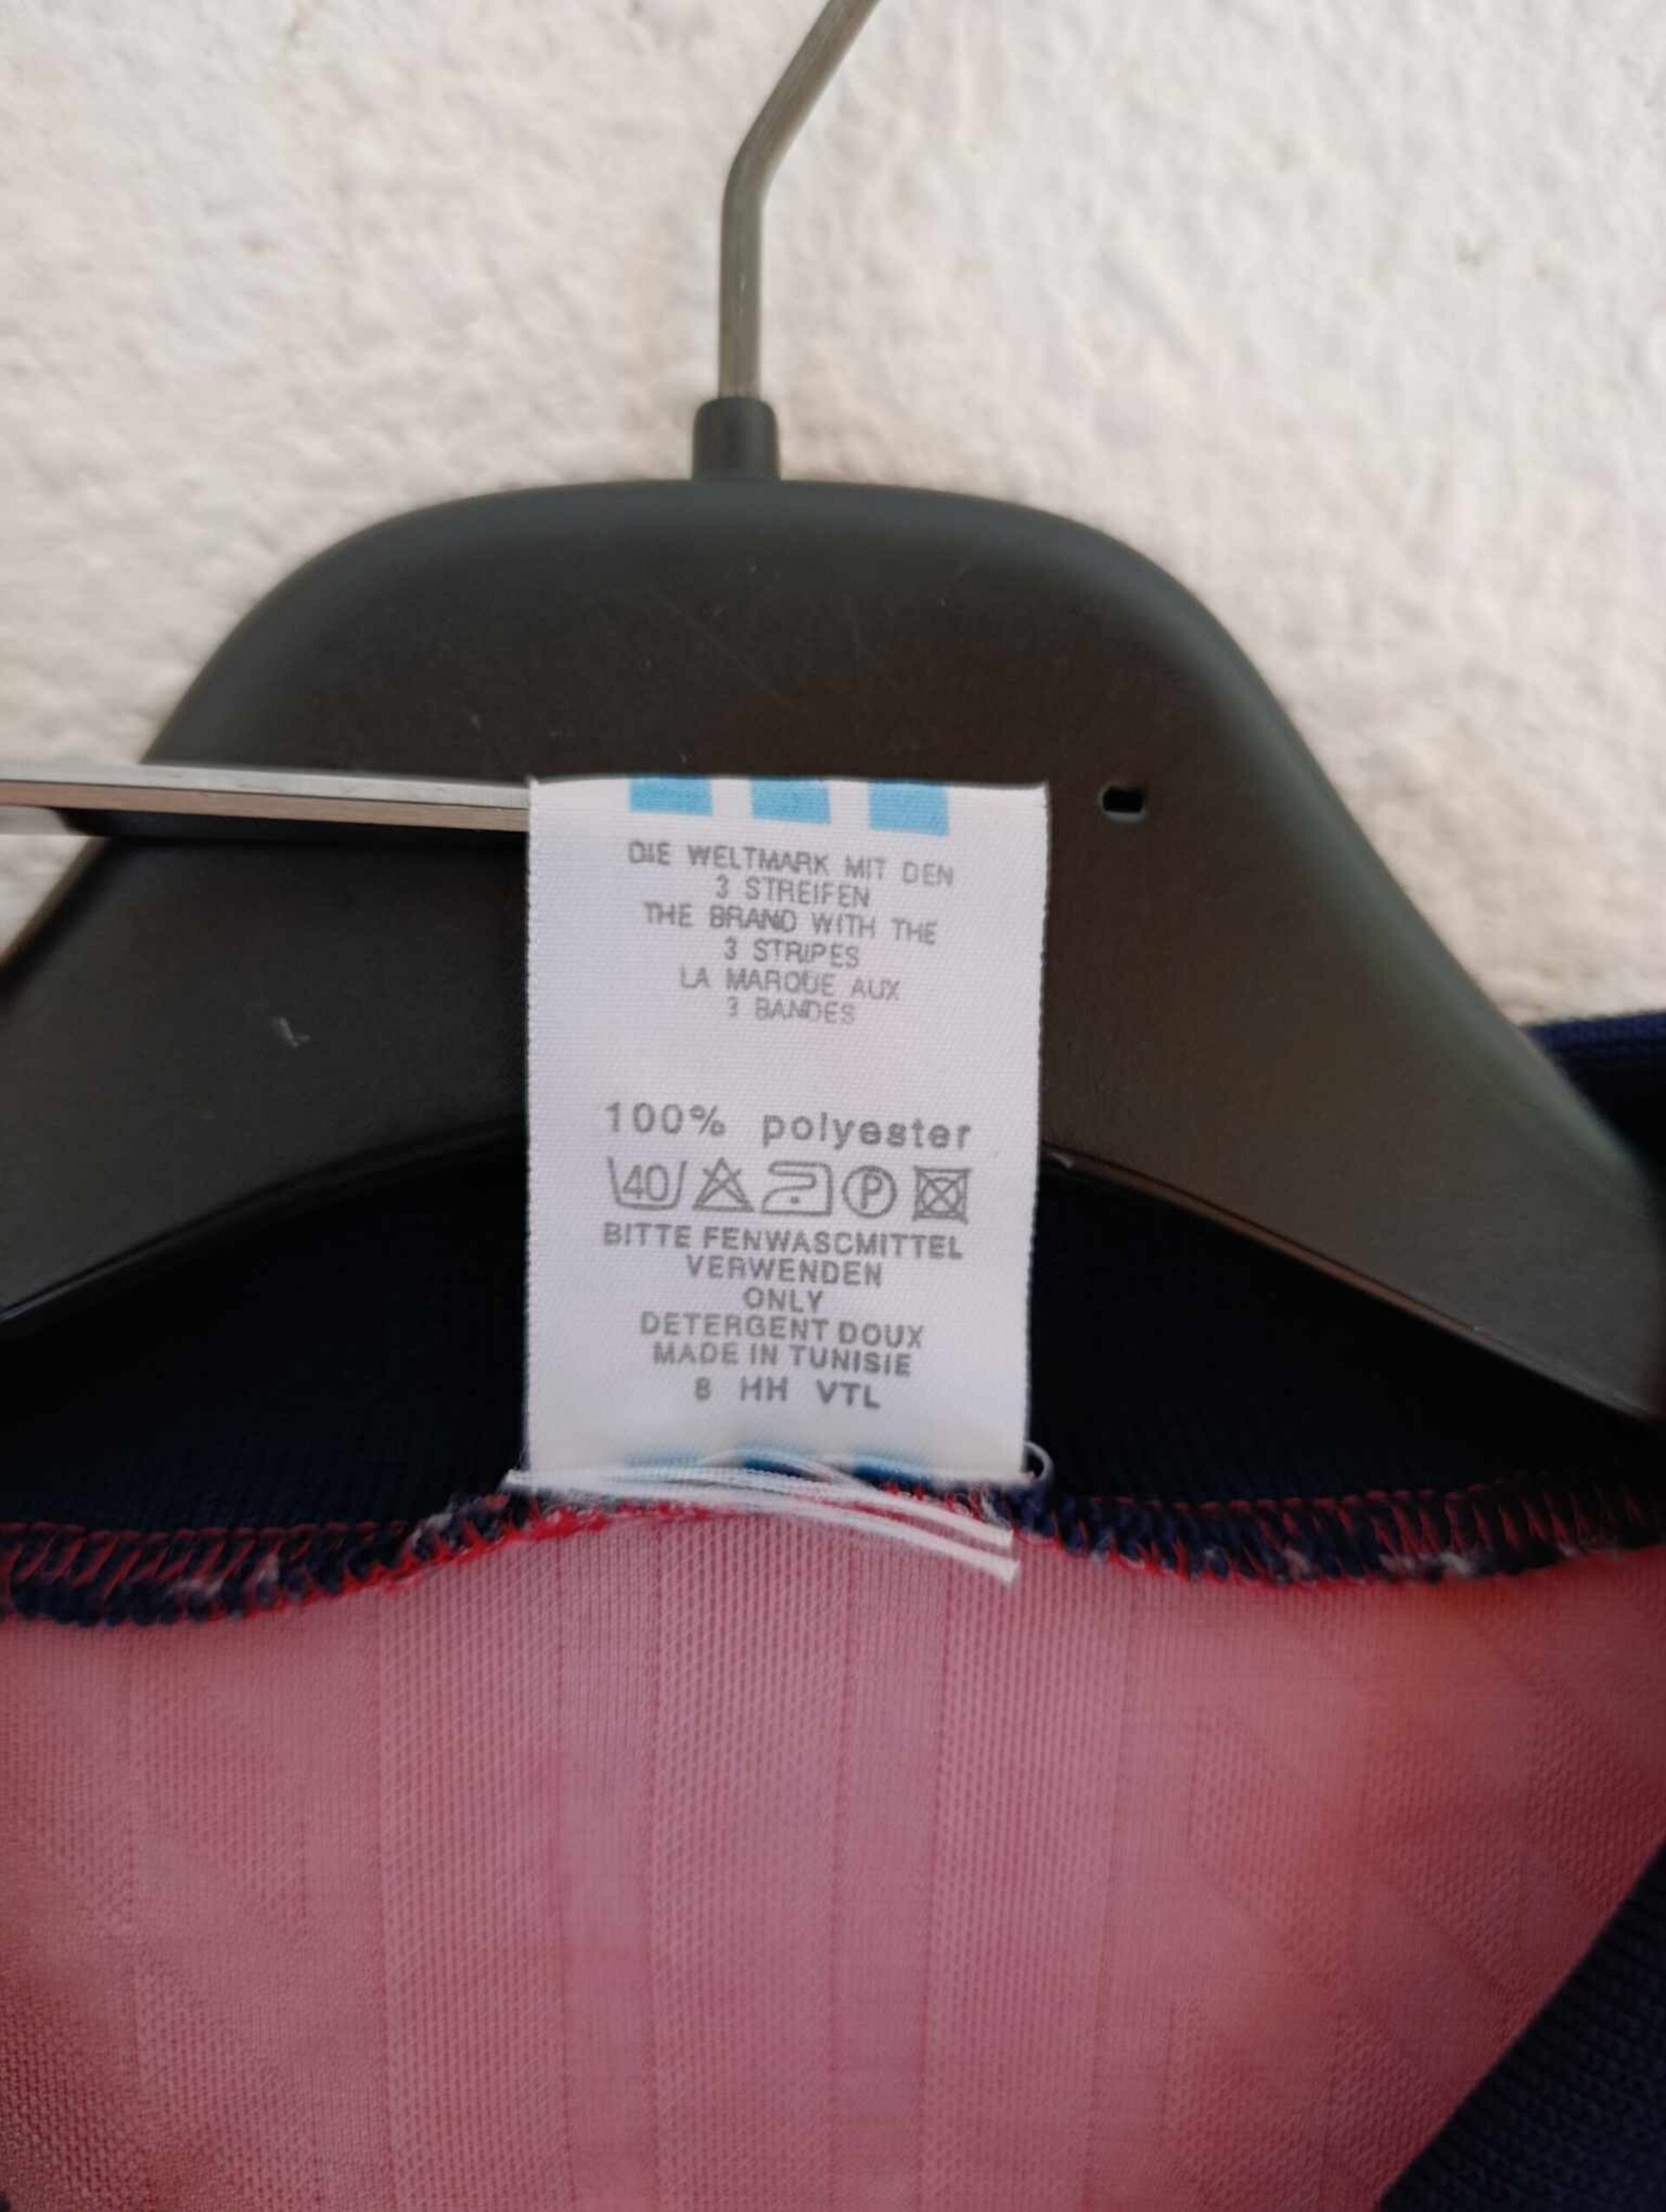 DIE WELTMARK MIT DEN
3 STREIFEN
THE BRAND WITH THE
3 STRIPES
LA MARQUE AUX
3 BANDES
100% polyester
40 P
BITTE FENWASCMITTEL
VERWENDEN
ONLY
DETERGENT DOUX
MADE IN TUNISIE
8 HH VTL